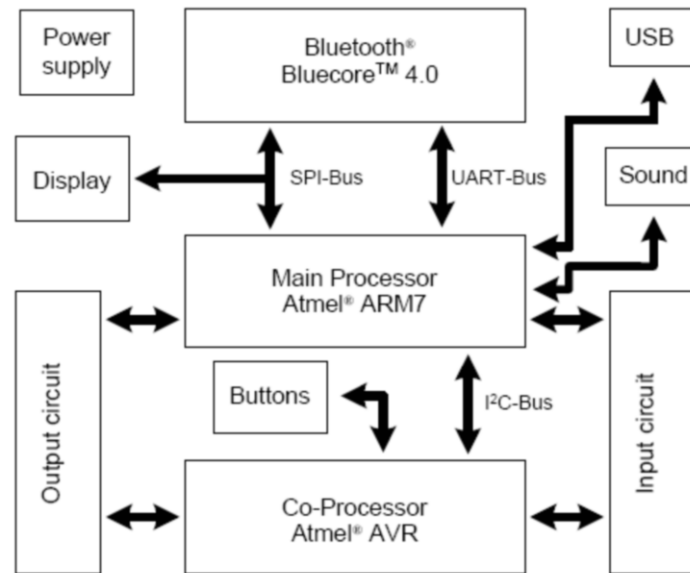 Power
supply
Bluetooth®
Bluecore™ 4.0
USB
Display
SPI-Bus
UART-Bus
Sound
Main Processor
Atmel® ARM7
Output circuit
Buttons
I²C-Bus
Input circuit
Co-Processor
Atmel® AVR